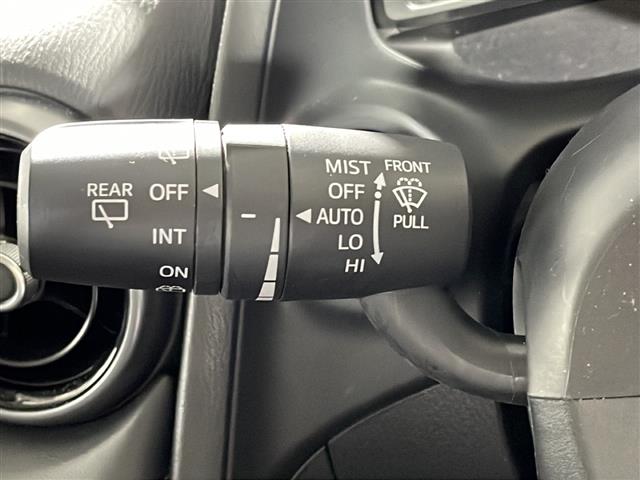 REAR
OFF
INT
ON
MIST
OFF
AUTO
LO
HI
FRONT
PULL